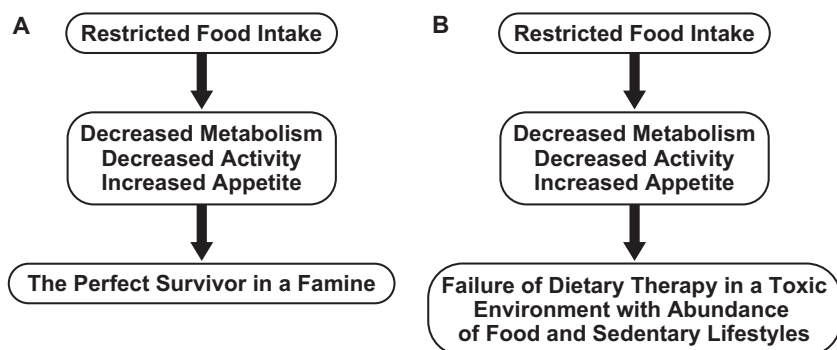 A
Restricted Food Intake
Decreased Metabolism
Decreased Activity
Increased Appetite
The Perfect Survivor in a Famine
B
Restricted Food Intake
Decreased Metabolism
Decreased Activity
Increased Appetite
Failure of Dietary Therapy in a Toxic
Environment with Abundance
of Food and Sedentary Lifestyles